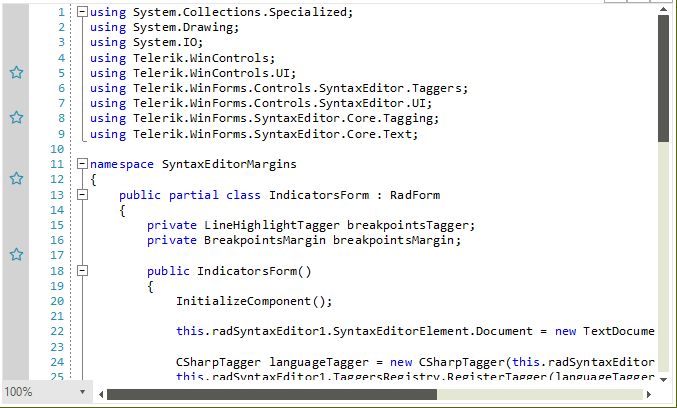 1 using System.Collections.Specialized;
2 using System.Drawing;
3 using System.IO;
4 using Telerik.WinControls;
5 using Telerik.WinControls.UI;
6 using Telerik.WinForms.Controls.SyntaxEditor.Taggers;
7 using Telerik.WinForms.Controls.SyntaxEditor.UI;
8 using Telerik.WinForms.SyntaxEditor.Core.Tagging;
9 using Telerik.WinForms.SyntaxEditor.Core.Text;
10
11 namespace SyntaxEditorMargins
12 {
13 public partial class IndicatorsForm : RadForm
14 {
15 private LineHighlightTagger breakpointsTagger;
16 private BreakpointsMargin breakpointsMargin;
17
18 public IndicatorsForm()
19 {
20 InitializeComponent();
21
22 this.radSyntaxEditor1.SyntaxEditorElement.Document = new TextDocume
23
24 CSharpTagger languageTagger = new CSharpTagger(this.radSyntaxEditor
25 this.radSyntaxEditor1.TaggersRegistry.RegisterTagger(languageTagger
100%